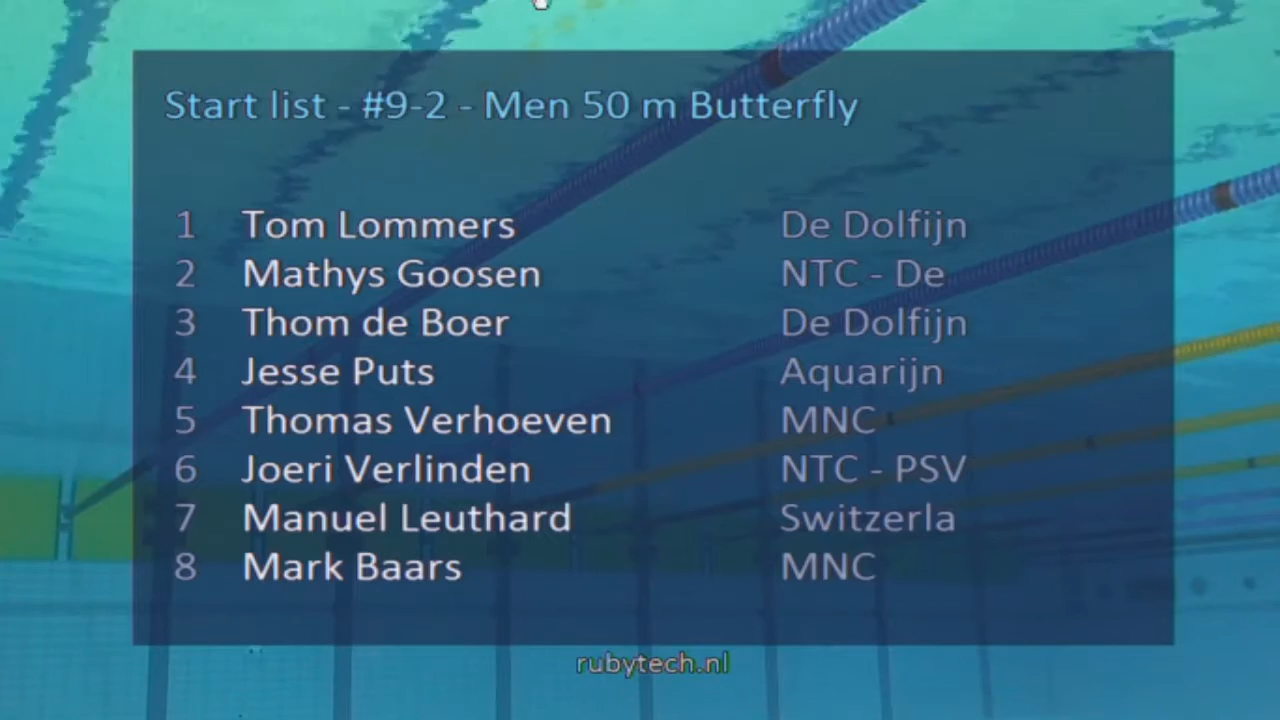 Start list - #9-2 - Men 50 m Butterfly
1 Tom Lommers De Dolfijn
2 Mathys Goosen NTC - De
3 Thom de Boer De Dolfijn
4 Jesse Puts Aquarijn
5 Thomas Verhoeven MNC
6 Joeri Verlinden NTC - PSV
7 Manuel Leuthard Switzerla
8 Mark Baars MNC
rubytech.nl